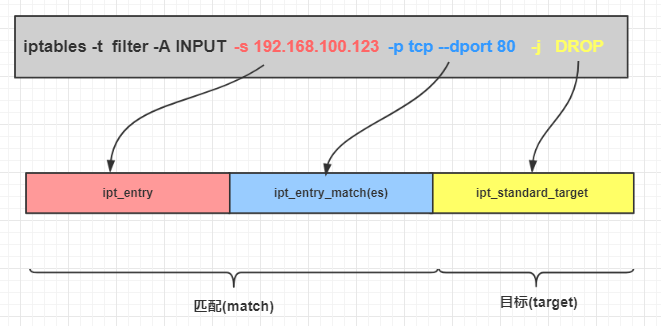 iptables -t filter -A INPUT -s 192.168.100.123 -p tcp --dport 80 -j DROP
ipt_entry ipt_entry_match(es) ipt_standard_target
匹配(match) 目标(target)